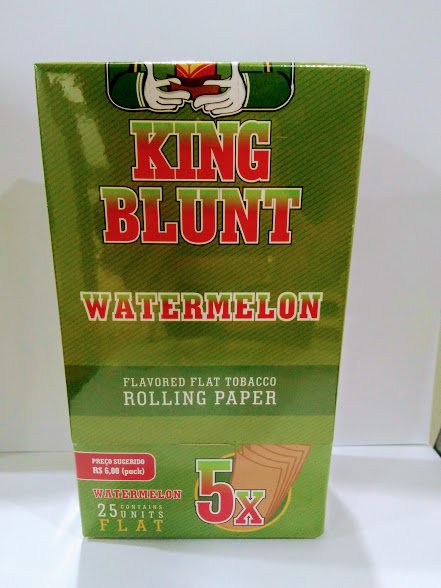 KING
BLUNT
WATERMELON
FLAVORED FLAT TOBACCO
ROLLING PAPER
PREÇO SUGERIDO
R$ 6,00 (pack)
WATERMELON
25 CONTAINS UNITS
FLAT
5X